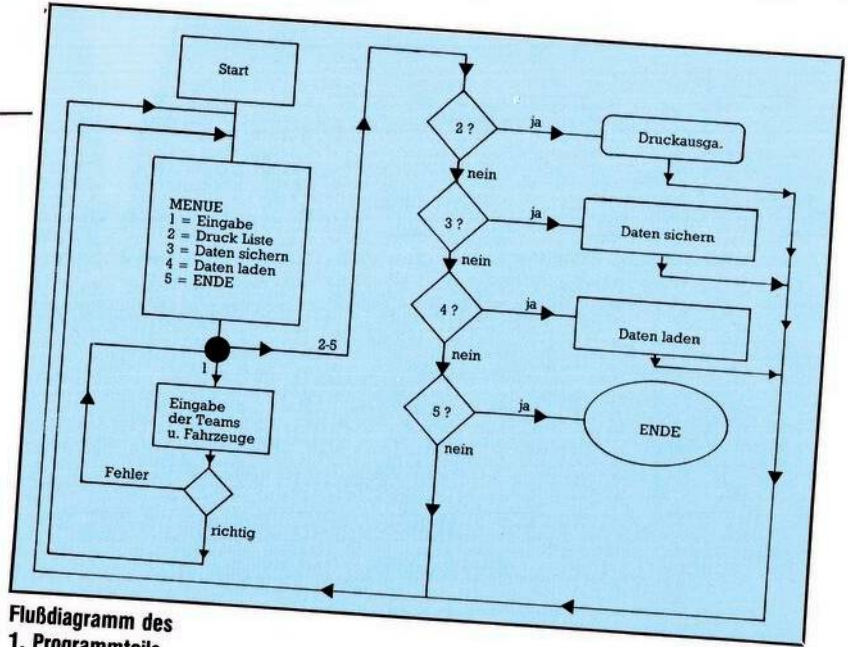 Start
MENUE
1 = Eingabe
2 = Druck Liste
3 = Daten sichern
4 = Daten laden
5 = ENDE
1
2-5
Eingabe
der Teams
u. Fahrzeuge
Fehler
richtig
2 ?
ja
Druckausga.
nein
3 ?
ja
Daten sichern
nein
4 ?
ja
Daten laden
nein
5 ?
ja
ENDE
nein
Flußdiagramm des
1. Programmteils